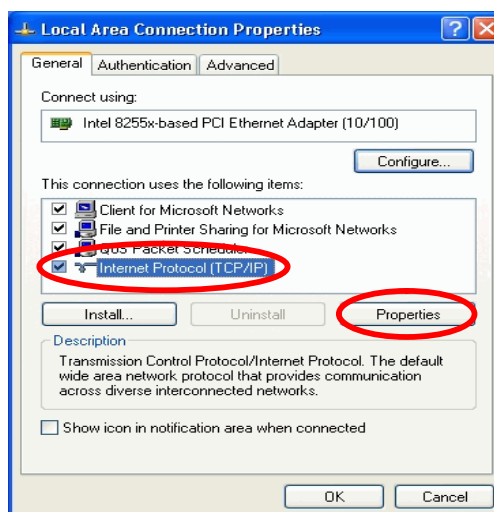 Local Area Connection Properties
General Authentication Advanced
Connect using:
Intel 8255x-based PCI Ethernet Adapter (10/100)
Configure...
This connection uses the following items:
Client for Microsoft Networks
File and Printer Sharing for Microsoft Networks
QoS Packet Scheduler
Internet Protocol (TCP/IP)
Install... Uninstall Properties
Description
Transmission Control Protocol/Internet Protocol. The default
wide area network protocol that provides communication
across diverse interconnected networks.
Show icon in notification area when connected
OK Cancel